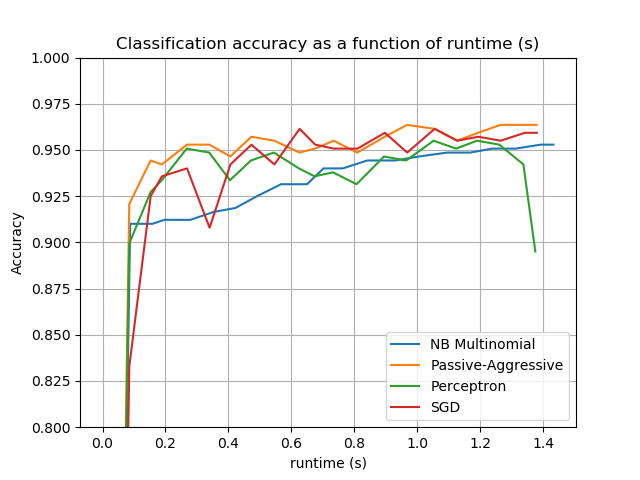 Classification accuracy as a function of runtime (s)
1.000
0.975
0.950
0.925
0.900
0.875
0.850
0.825
0.800
Accuracy
NB Multinomial
Passive-Aggressive
Perceptron
SGD
0.0 0.2 0.4 0.6 0.8 1.0 1.2 1.4
runtime (s)